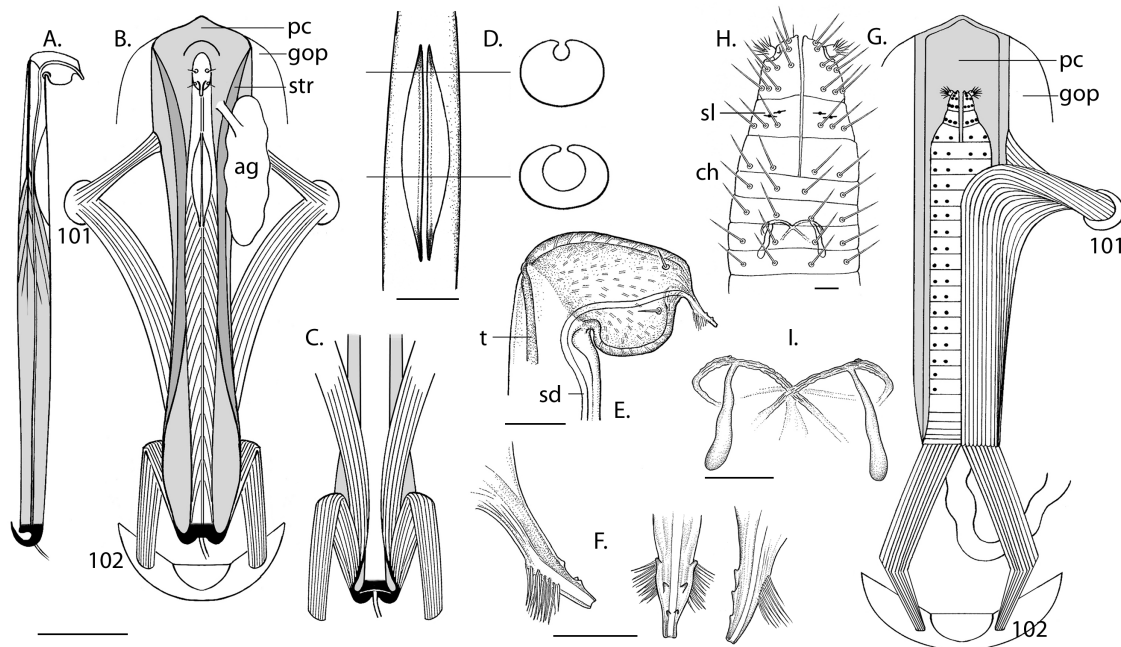 A.
B.
pc
gop
str
ag
101
102
C.
D.
t
sd
E.
F.
H.
sl
ch
I.
G.
pc
gop
101
102